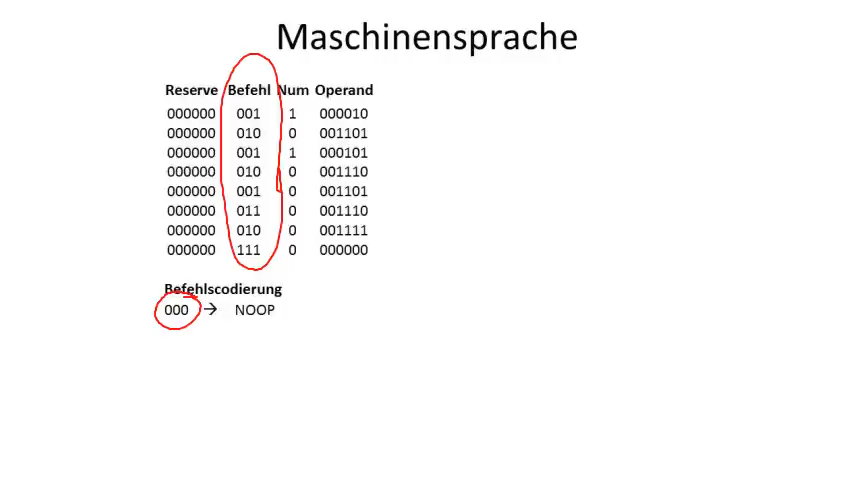 Maschinensprache
Reserve Befehl Num Operand
000000 001 1 000010
000000 010 0 001101
000000 001 1 000101
000000 010 0 001110
000000 001 0 001101
000000 011 0 001110
000000 010 0 001111
000000 111 0 000000
Befehlscodierung
000 → NOOP